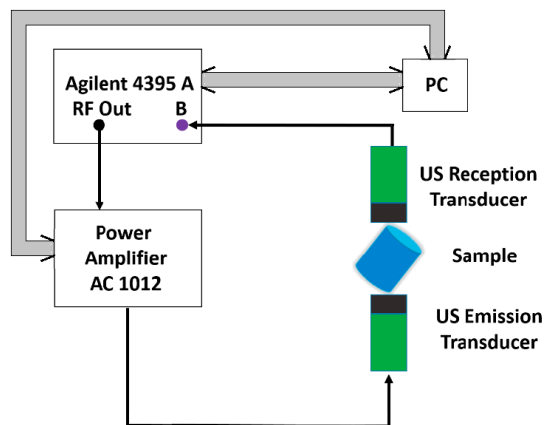 Agilent 4395 A
RF Out B
PC
US Reception
Transducer
Power
Amplifier
AC 1012
Sample
US Emission
Transducer